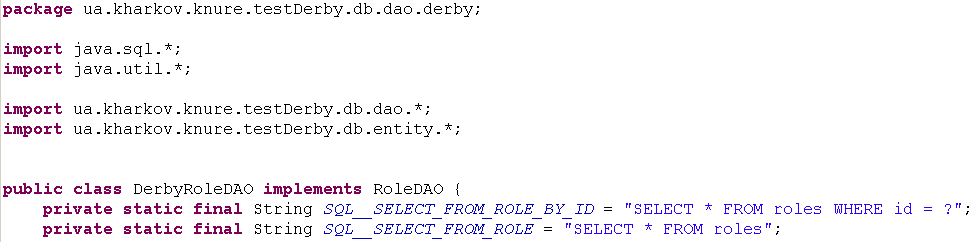 package ua.kharkov.knure.testDerby.db.dao.derby;
import java.sql.*;
import java.util.*;
import ua.kharkov.knure.testDerby.db.dao.*;
import ua.kharkov.knure.testDerby.db.entity.*;
public class DerbyRoleDAO implements RoleDAO {
    private static final String SQL__SELECT_FROM_ROLE_BY_ID = "SELECT * FROM roles WHERE id = ?";
    private static final String SQL__SELECT_FROM_ROLE = "SELECT * FROM roles";